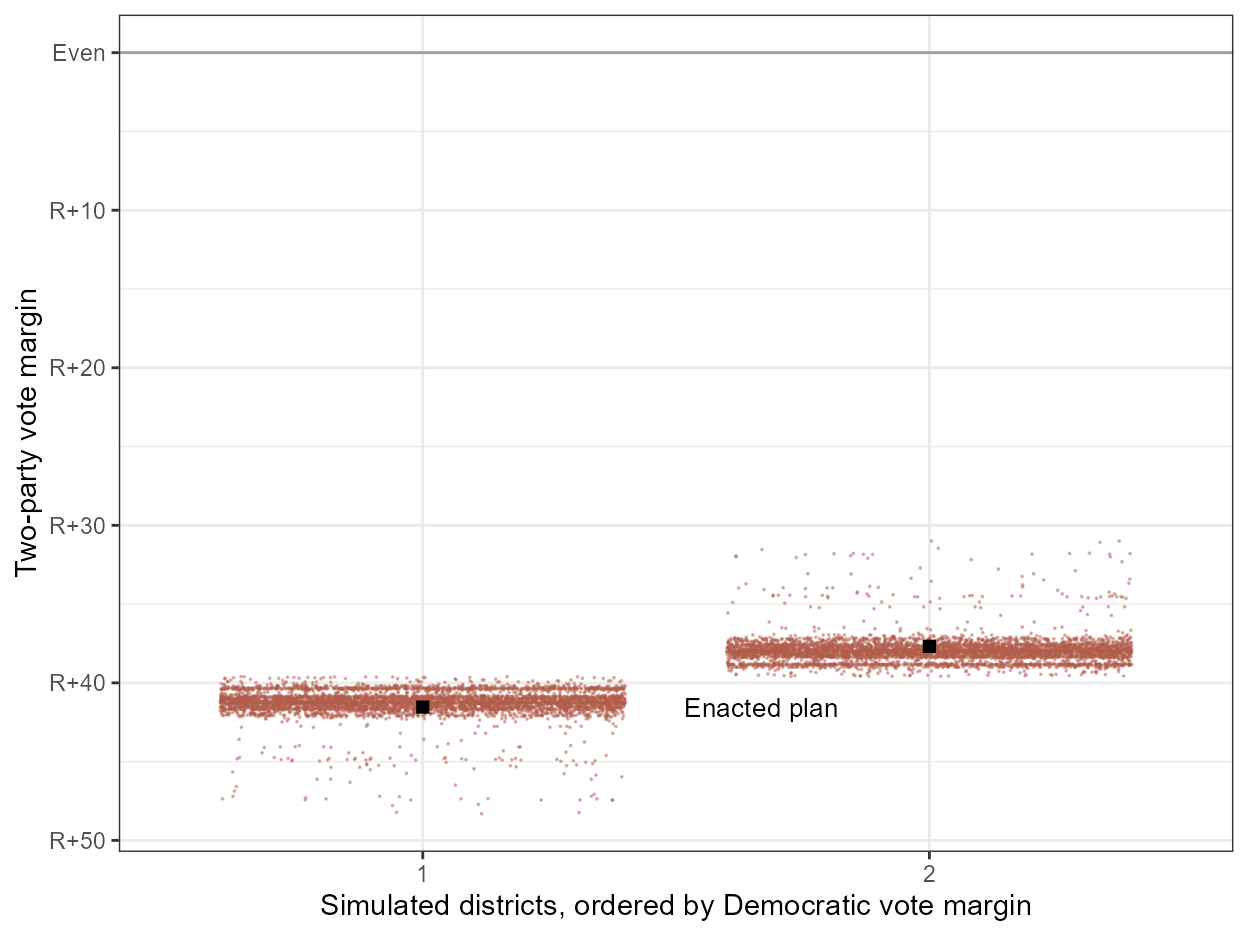 Two-party vote margin
Even
R+10
R+20
R+30
R+40
R+50
Enacted plan
1
2
Simulated districts, ordered by Democratic vote margin